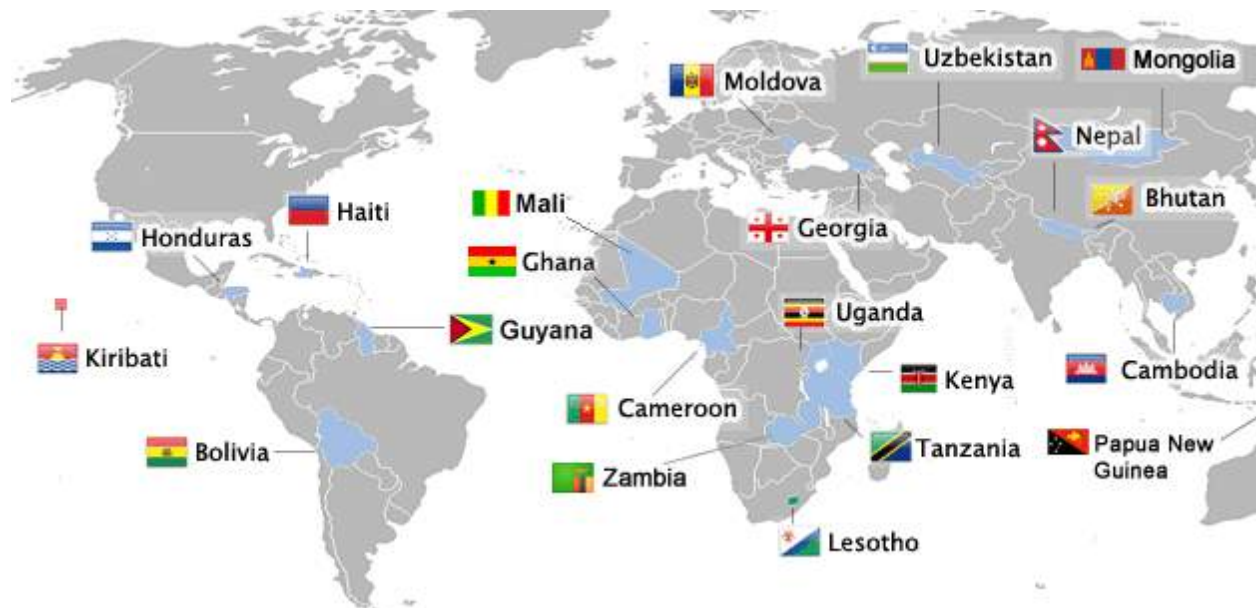 Uzbekistan
Mongolia
Moldova
Nepal
Bhutan
Mali
Haiti
Georgia
Honduras
Ghana
Uganda
Guyana
Kiribati
Cambodia
Kenya
Cameroon
Papua New
Guinea
Tanzania
Bolivia
Zambia
Lesotho